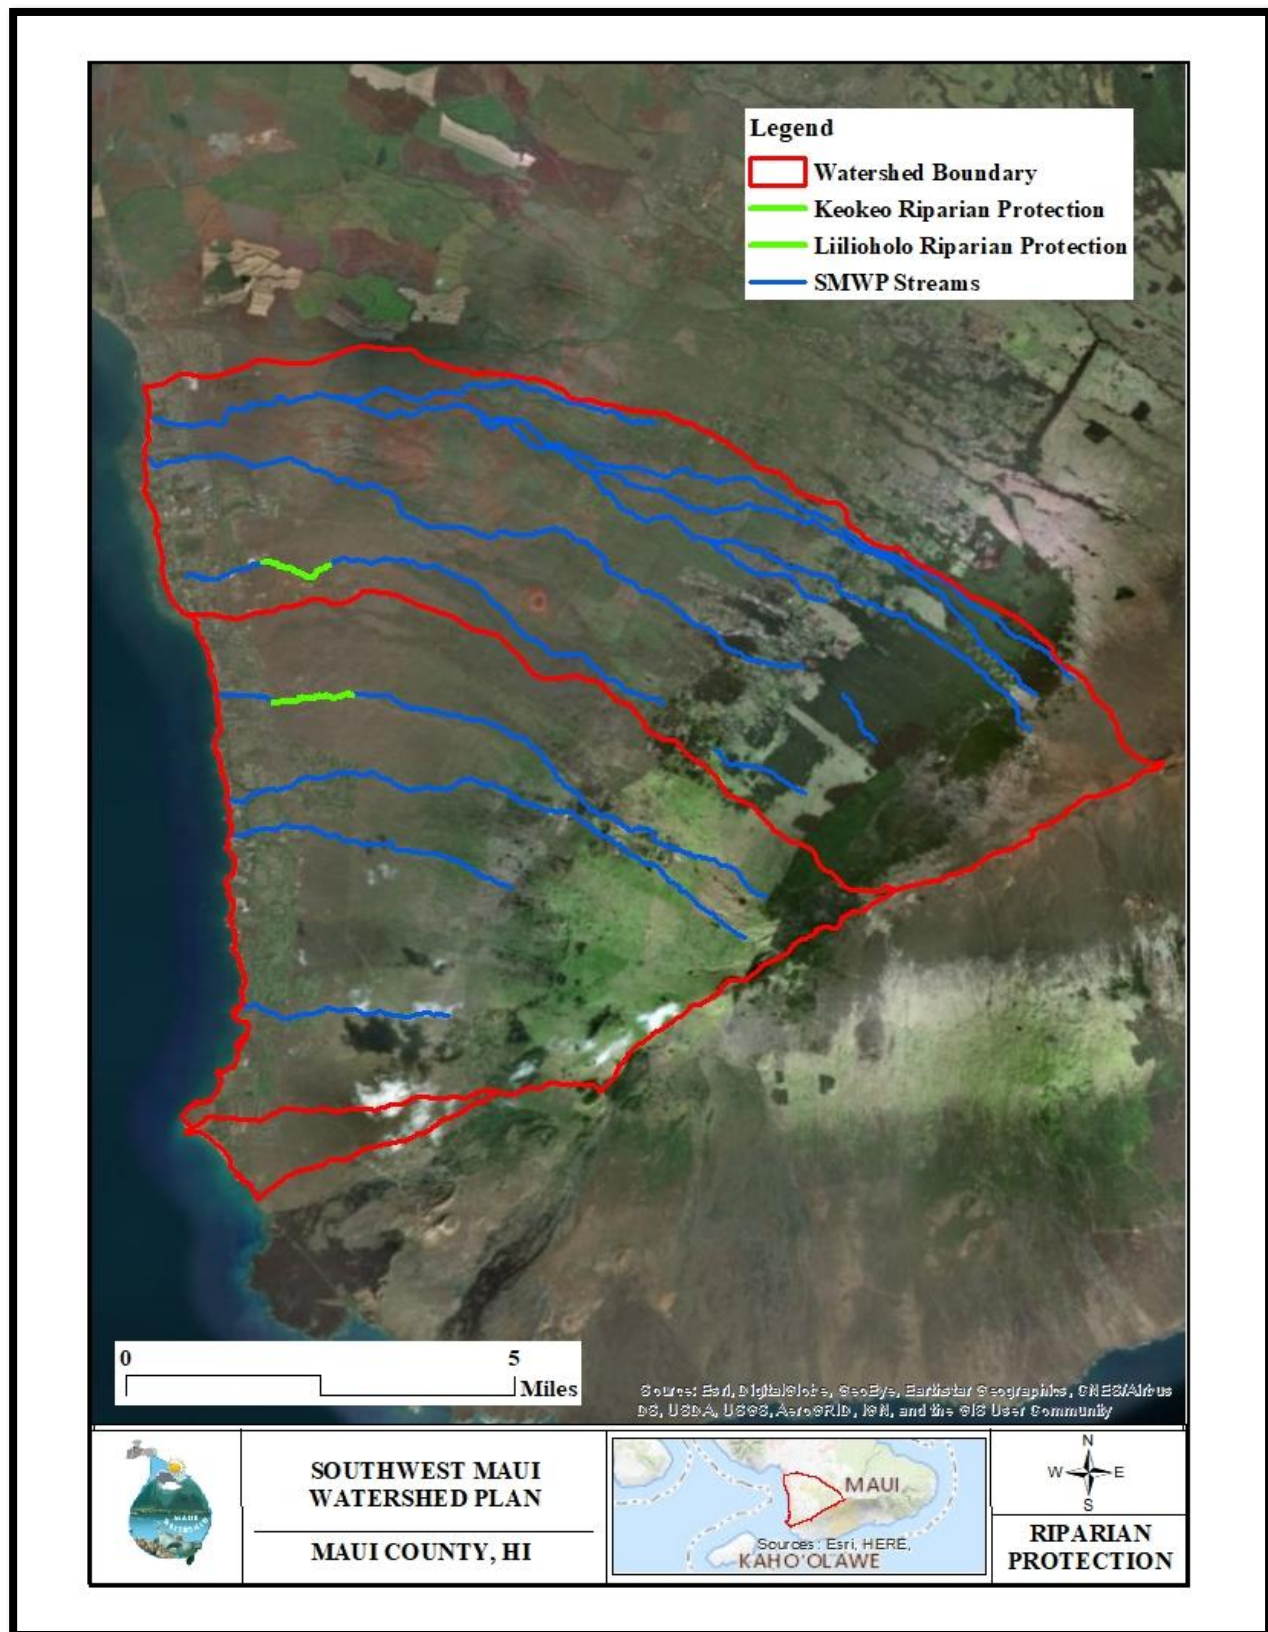 Legend
Watershed Boundary
Keokeo Riparian Protection
Liilioholo Riparian Protection
SMWP Streams
0 5
Miles
Source: Esri, DigitalGlobe, GeoEye, Earthstar Geographics, CNES/Airbus
DS, USDA, USGS, AeroGRID, IGN, and the GIS User Community
MAUI
SOUTHWEST MAUI
WATERSHED PLAN
MAUI COUNTY, HI
MAUI
Sources: Esri, HERE,
KAHO'OLAWE
N
W E
S
RIPARIAN
PROTECTION